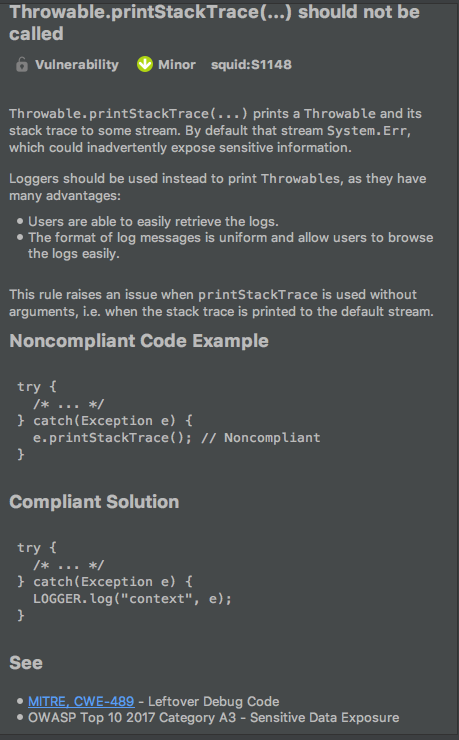 Throwable.printStackTrace(...) should not be
called
Vulnerability Minor squid:S1148
Throwable.printStackTrace(...) prints a Throwable and its
stack trace to some stream. By default that stream System.Err,
which could inadvertently expose sensitive information.
Loggers should be used instead to print Throwables, as they have
many advantages:
• Users are able to easily retrieve the logs.
• The format of log messages is uniform and allow users to browse
the logs easily.
This rule raises an issue when printStackTrace is used without
arguments, i.e. when the stack trace is printed to the default stream.
Noncompliant Code Example
try {
  /* ... */
} catch(Exception e) {
  e.printStackTrace(); // Noncompliant
}
Compliant Solution
try {
  /* ... */
} catch(Exception e) {
  LOGGER.log("context", e);
}
See
• MITRE, CWE-489 - Leftover Debug Code
• OWASP Top 10 2017 Category A3 - Sensitive Data Exposure